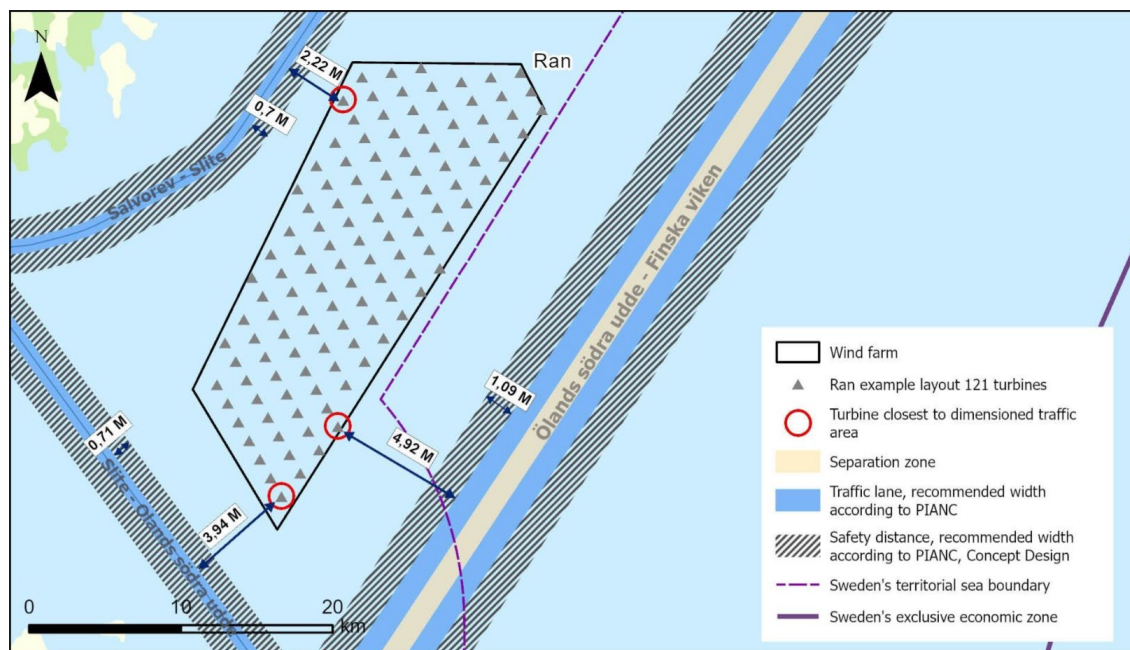 N
2,22 M
Ran
0,7 M
Salvorev - Slite
Ölands södra udde - Finska viken
1,09 M
4,92 M
0,71 M
Slite - Ölands södra udde
3,94 M
0
10
20
km
Wind farm
Ran example layout 121 turbines
Turbine closest to dimensioned traffic
area
Separation zone
Traffic lane, recommended width
according to PIANC
Safety distance, recommended width
according to PIANC, Concept Design
Sweden's territorial sea boundary
Sweden's exclusive economic zone